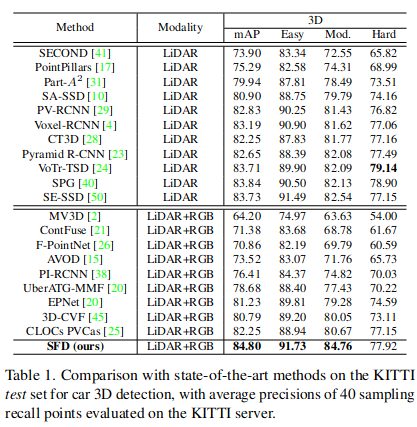 Method Modality 3D
mAP Easy Mod. Hard
SECOND [41] LiDAR 73.90 83.34 72.55 65.82
PointPillars [17] LiDAR 75.29 82.58 74.31 68.99
Part-A² [31] LiDAR 79.94 87.81 78.49 73.51
SA-SSD [10] LiDAR 80.90 88.75 79.79 74.16
PV-RCNN [29] LiDAR 82.83 90.25 81.43 76.82
Voxel-RCNN [4] LiDAR 83.19 90.90 81.62 77.06
CT3D [28] LiDAR 82.25 87.83 81.77 77.16
Pyramid R-CNN [23] LiDAR 82.65 88.39 82.08 77.49
VoTr-TSD [24] LiDAR 83.71 89.90 82.09 79.14
SPG [40] LiDAR 83.84 90.50 82.13 78.90
SE-SSD [50] LiDAR 83.73 91.49 82.54 77.15
MV3D [2] LiDAR+RGB 64.20 74.97 63.63 54.00
ContFuse [21] LiDAR+RGB 71.38 83.68 68.78 61.67
F-PointNet [26] LiDAR+RGB 70.86 82.19 69.79 60.59
AVOD [15] LiDAR+RGB 73.52 83.07 71.76 65.73
PI-RCNN [38] LiDAR+RGB 76.41 84.37 74.82 70.03
UberATG-MMF [20] LiDAR+RGB 78.68 88.40 77.43 70.22
EPNet [20] LiDAR+RGB 81.23 89.81 79.28 74.59
3D-CVF [45] LiDAR+RGB 80.79 89.20 80.05 73.11
CLOCs PVCas [25] LiDAR+RGB 82.25 88.94 80.67 77.15
SFD (ours) LiDAR+RGB 84.80 91.73 84.76 77.92
Table 1. Comparison with state-of-the-art methods on the KITTI
test set for car 3D detection, with average precisions of 40 sampling
recall points evaluated on the KITTI server.